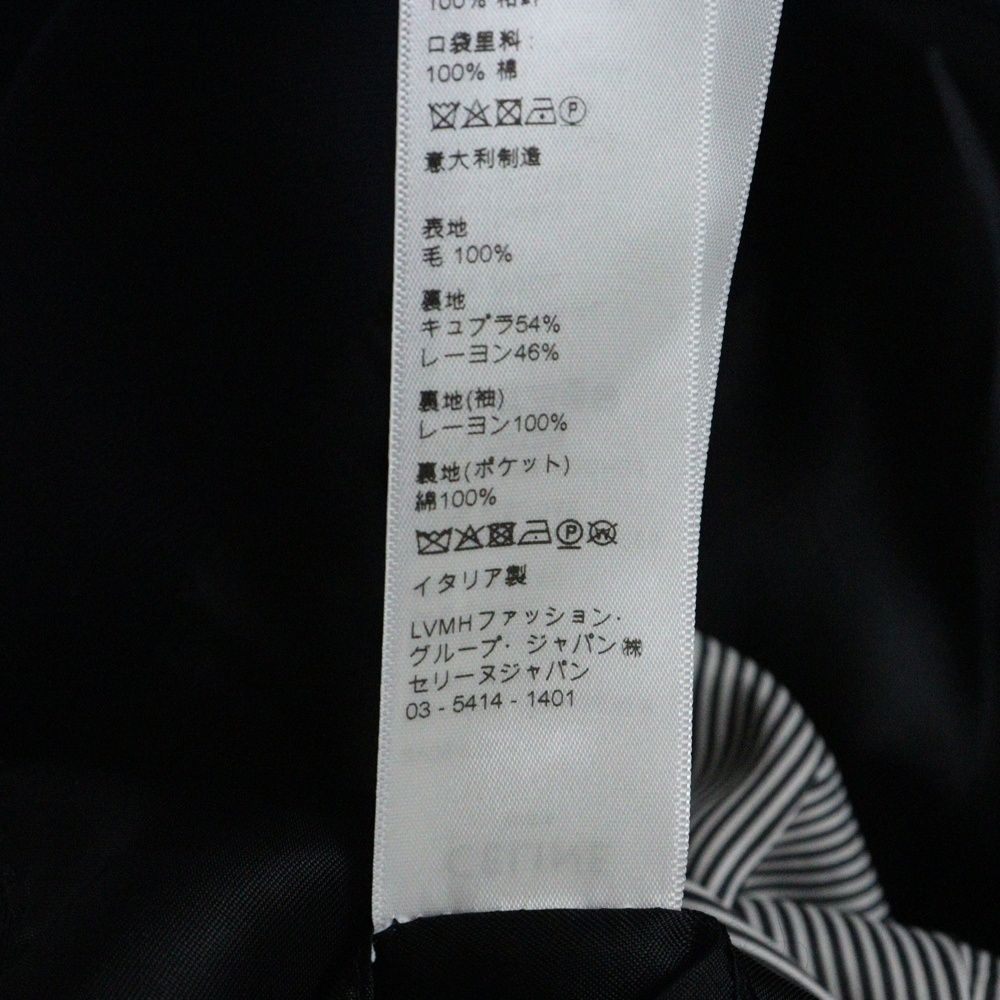 100% 粘纤
口袋里料:
100% 棉
P
意大利制造
表地
毛 100%
裏地
キュプラ54%
レーヨン46%
裏地(袖)
レーヨン100%
裏地(ポケット)
綿100%
P W
イタリア製
LVMHファッション・
グループ・ジャパン㈱
セリーヌジャパン
03 - 5414 - 1401
CELINE